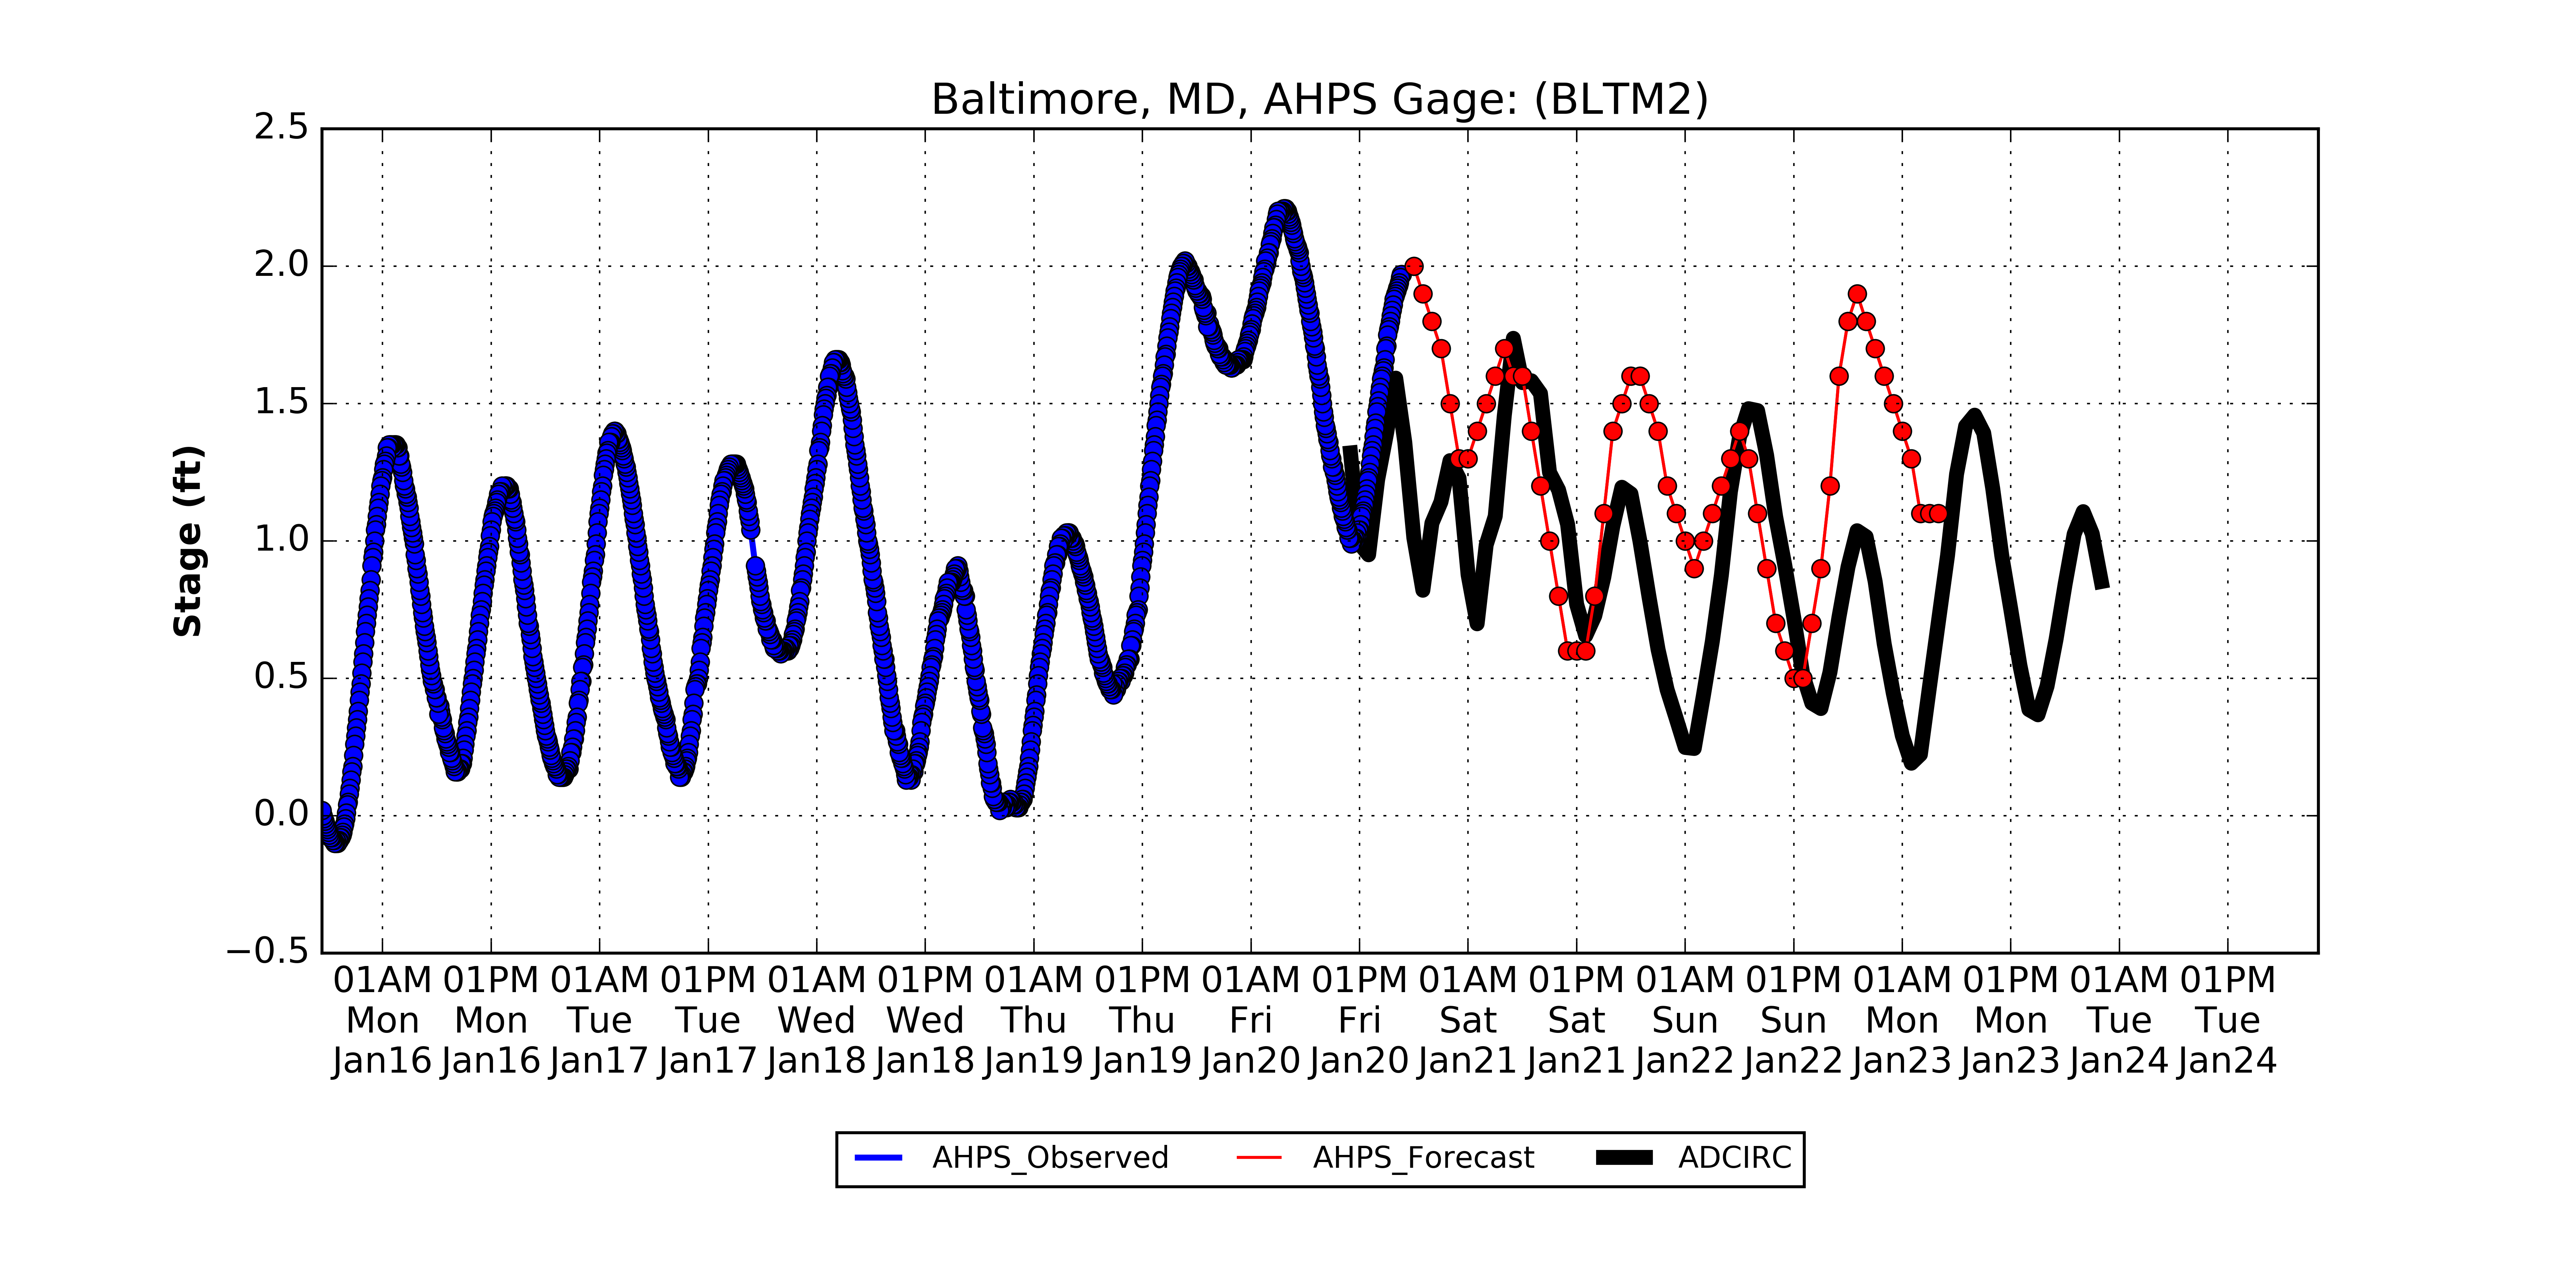 Baltimore, MD, AHPS Gage: (BLTM2)
2.5
2.0
1.5
1.0
0.5
0.0
−0.5
Stage (ft)
01AM 01PM 01AM 01PM 01AM 01PM 01AM 01PM 01AM 01PM 01AM 01PM 01AM 01PM 01AM 01PM 01AM 01PM
Mon Mon Tue Tue Wed Wed Thu Thu Fri Fri Sat Sat Sun Sun Mon Mon Tue Tue
Jan16 Jan16 Jan17 Jan17 Jan18 Jan18 Jan19 Jan19 Jan20 Jan20 Jan21 Jan21 Jan22 Jan22 Jan23 Jan23 Jan24 Jan24
AHPS_Observed AHPS_Forecast ADCIRC